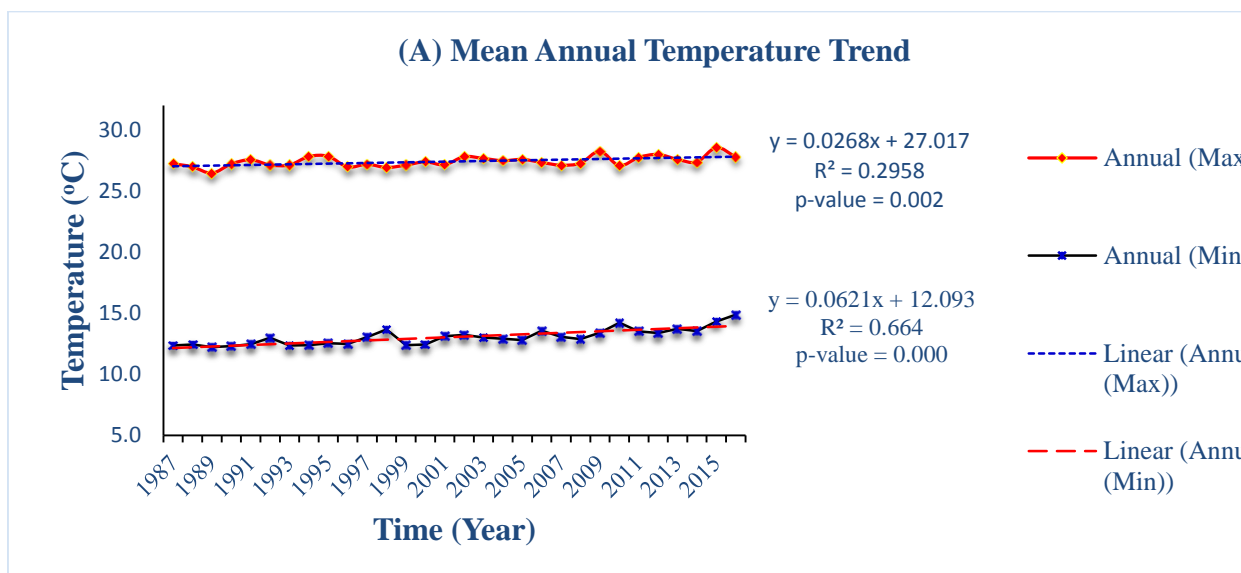 (A) Mean Annual Temperature Trend
30.0
25.0
20.0
15.0
10.0
5.0
Temperature (ºC)
y = 0.0268x + 27.017
R² = 0.2958
p-value = 0.002
y = 0.0621x + 12.093
R² = 0.664
p-value = 0.000
1987
1989
1991
1993
1995
1997
1999
2001
2003
2005
2007
2009
2011
2013
2015
Time (Year)
Annual (Max
Annual (Min
Linear (Annu
(Max))
Linear (Annu
(Min))